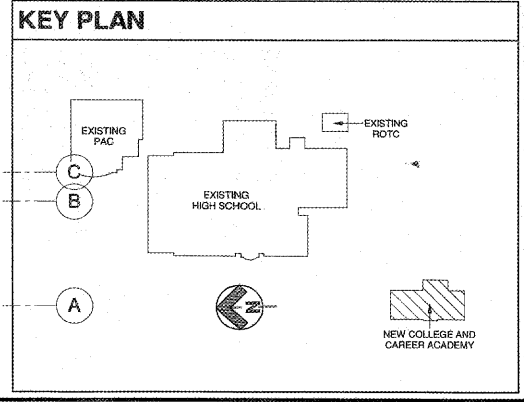 KEY PLAN
EXISTING
PAC
EXISTING
ROTC
C
B
EXISTING
HIGH SCHOOL
A
N
NEW COLLEGE AND
CAREER ACADEMY